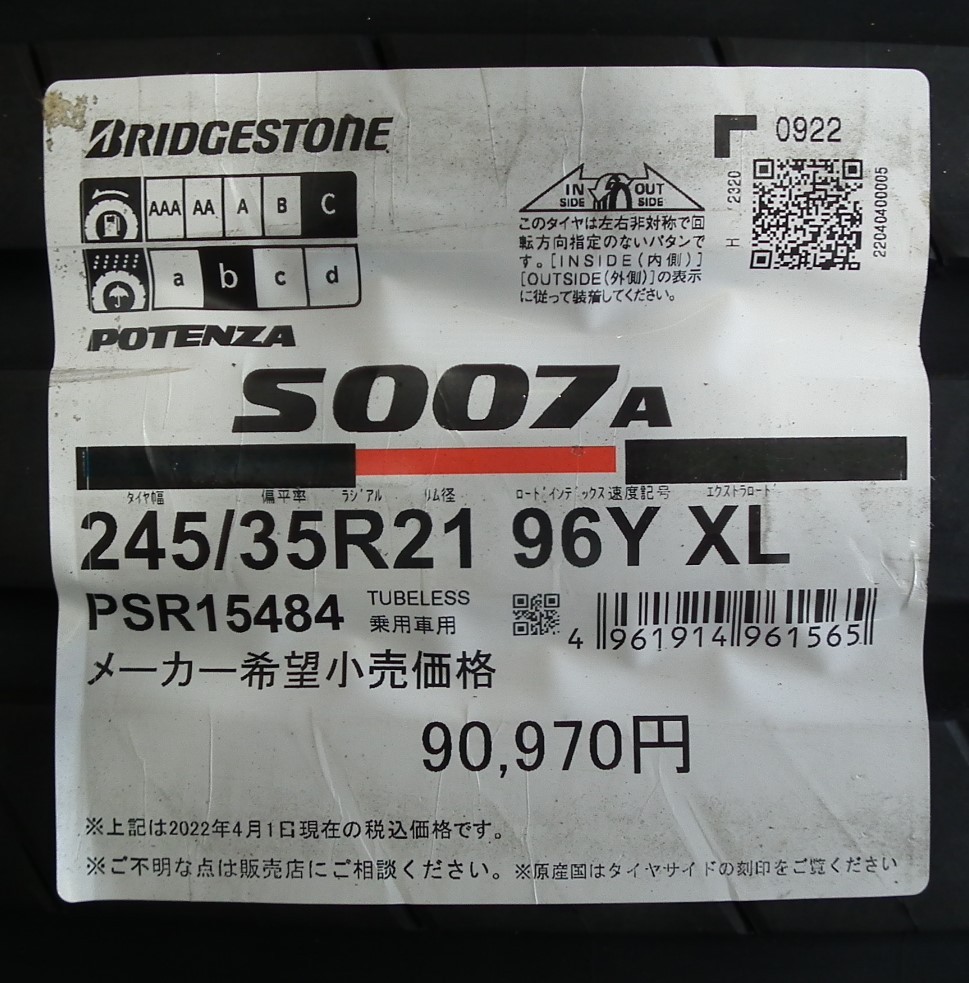 BRIDGESTONE
0922
AAA AA A B C
a b c d
IN SIDE OUT SIDE
このタイヤは左右非対称で回
転方向指定のないパタンで
す。[INSIDE(内側)]
[OUTSIDE(外側)]の表示
に従って装着してください。
H 2320
22040400005
POTENZA
S007A
タイヤ幅 偏平率 ラジアル リム径 ロードインデックス 速度記号 エクストラロード
245/35R21 96Y XL
PSR15484 TUBELESS
乗用車用
4 961914 961565
メーカー希望小売価格
90,970円
※上記は2022年4月1日現在の税込価格です。
※ご不明な点は販売店にご相談ください。 ※原産国はタイヤサイドの刻印をご覧ください